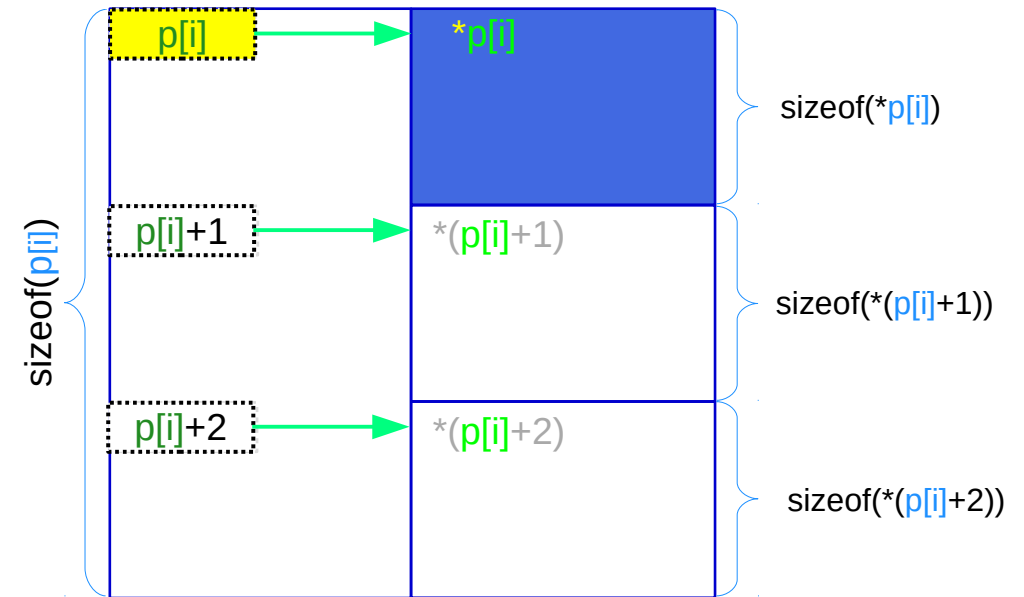 p[i]
*p[i]
sizeof(*p[i])
sizeof(p[i])
p[i]+1
*(p[i]+1)
sizeof(*(p[i]+1))
p[i]+2
*(p[i]+2)
sizeof(*(p[i]+2))